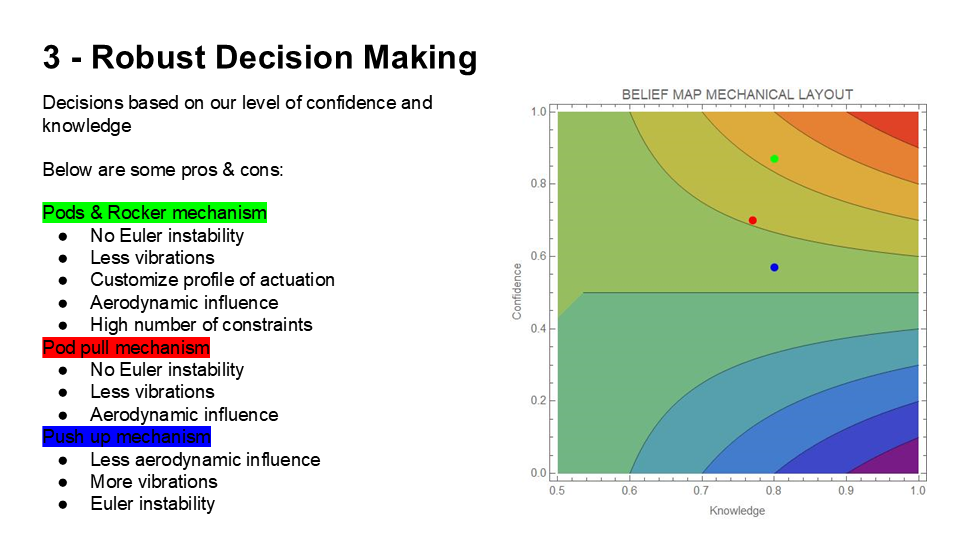 3 - Robust Decision Making
Decisions based on our level of confidence and
knowledge
Below are some pros & cons:
Pods & Rocker mechanism
● No Euler instability
● Less vibrations
● Customize profile of actuation
● Aerodynamic influence
● High number of constraints
Pod pull mechanism
● No Euler instability
● Less vibrations
● Aerodynamic influence
Push up mechanism
● Less aerodynamic influence
● More vibrations
● Euler instability
BELIEF MAP MECHANICAL LAYOUT
1.0
0.8
0.6
0.4
0.2
0.0
Confidence
0.5 0.6 0.7 0.8 0.9 1.0
Knowledge